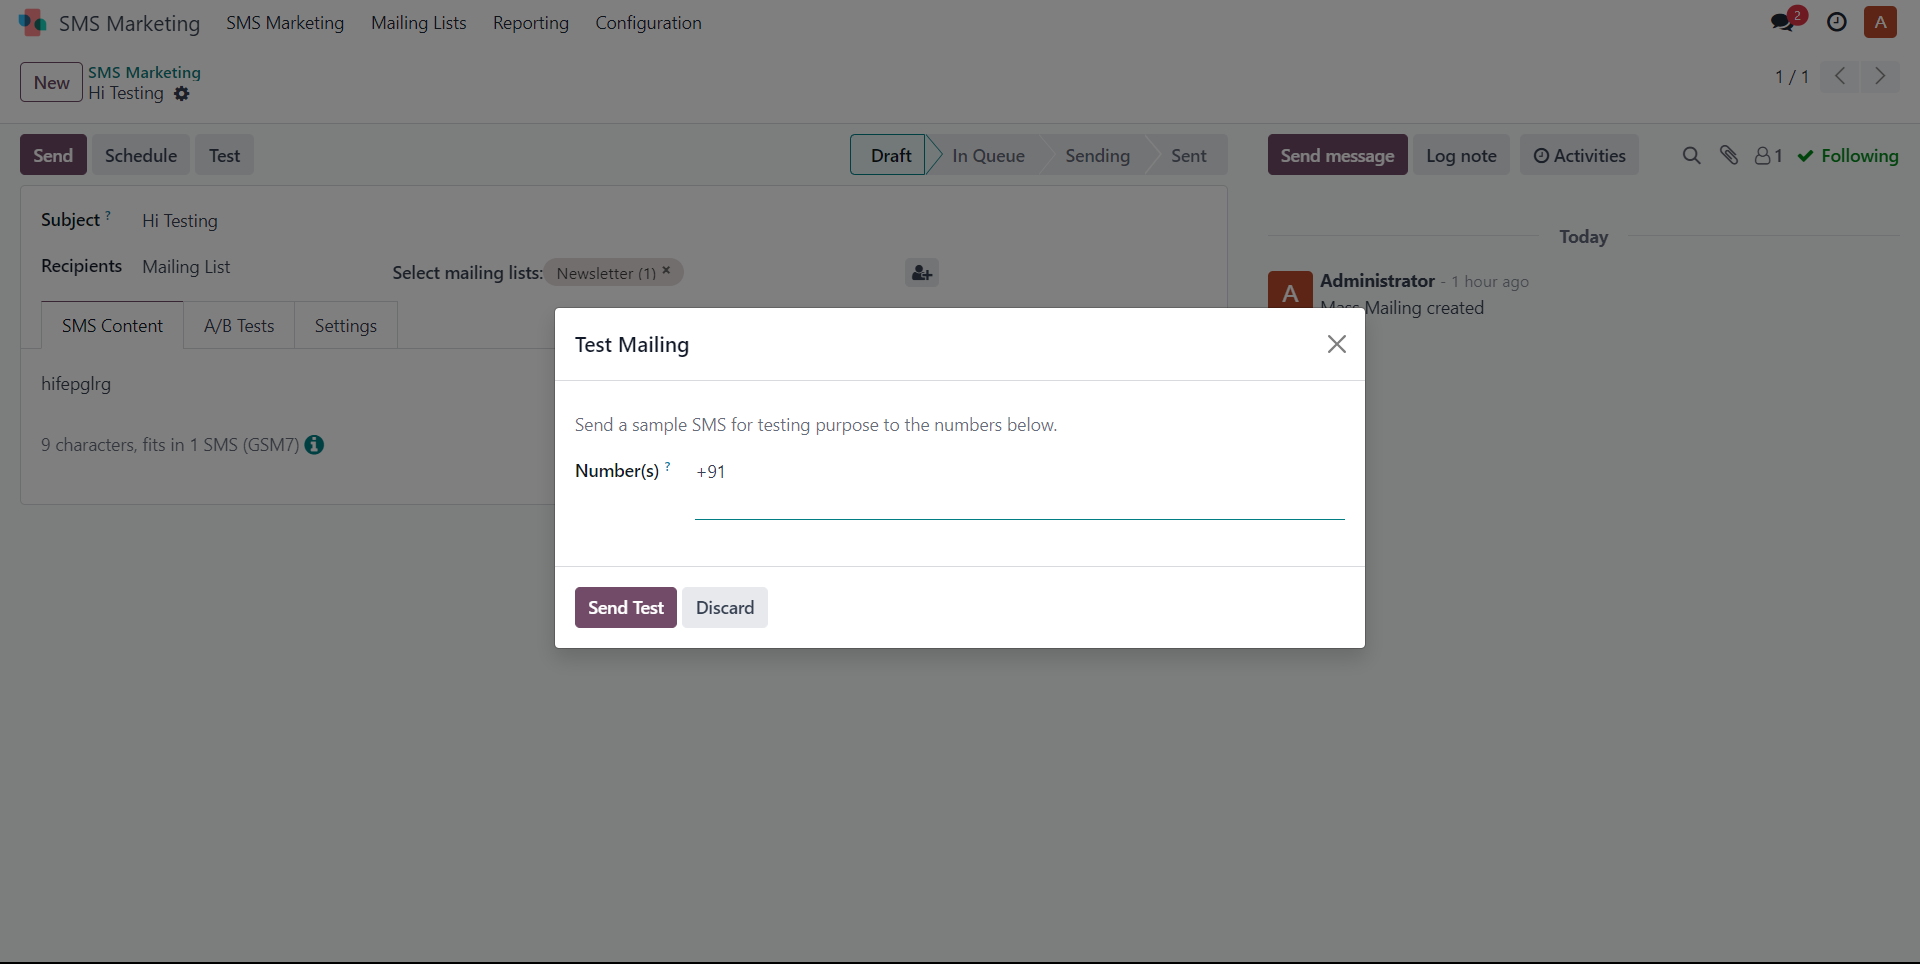 SMS Marketing SMS Marketing Mailing Lists Reporting Configuration 2 A
New SMS Marketing 1 / 1
Hi Testing
Send Schedule Test Draft In Queue Sending Sent Send message Log note Activities 1 Following
Subject ? Hi Testing
Today
Recipients Mailing List Select mailing lists: Newsletter (1) ×
A Administrator - 1 hour ago
Mass Mailing created
SMS Content A/B Tests Settings
hifepglrg
9 characters, fits in 1 SMS (GSM7)
Test Mailing
Send a sample SMS for testing purpose to the numbers below.
Number(s) ? +91
Send Test Discard